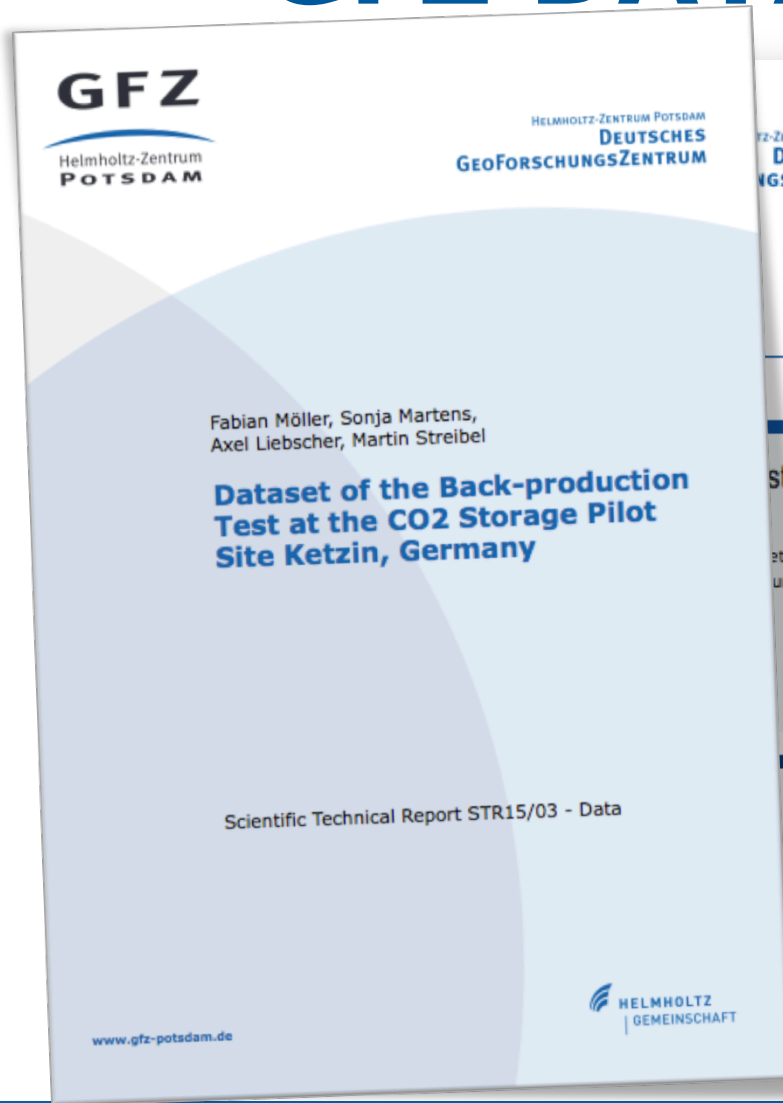 GFZ
Helmholtz-Zentrum
POTSDAM
HELMHOLTZ-ZENTRUM POTSDAM
DEUTSCHES
GEOFORSCHUNGSZENTRUM
Fabian Möller, Sonja Martens,
Axel Liebscher, Martin Streibel
Dataset of the Back-production
Test at the CO2 Storage Pilot
Site Ketzin, Germany
Scientific Technical Report STR15/03 - Data
HELMHOLTZ
GEMEINSCHAFT
www.gfz-potsdam.de